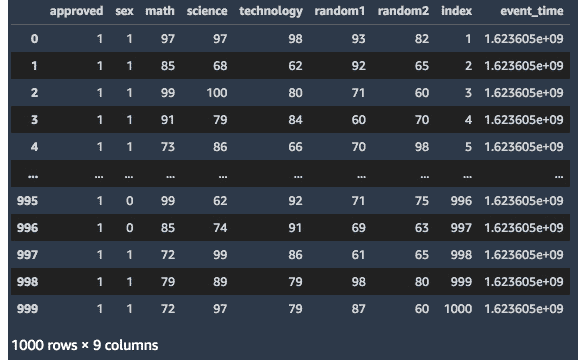 approved sex math science technology random1 random2 index event_time
0 1 1 97 97 98 93 82 1 1.623605e+09
1 1 1 85 68 62 92 65 2 1.623605e+09
2 1 1 99 100 80 71 60 3 1.623605e+09
3 1 1 91 79 84 60 70 4 1.623605e+09
4 1 1 73 86 66 70 98 5 1.623605e+09
... ... ... ... ... ... ... ... ... ...
995 1 0 99 62 92 71 75 996 1.623605e+09
996 1 0 85 74 91 69 63 997 1.623605e+09
997 1 1 72 99 86 61 65 998 1.623605e+09
998 1 1 79 89 79 98 80 999 1.623605e+09
999 1 1 72 97 79 87 60 1000 1.623605e+09
1000 rows × 9 columns